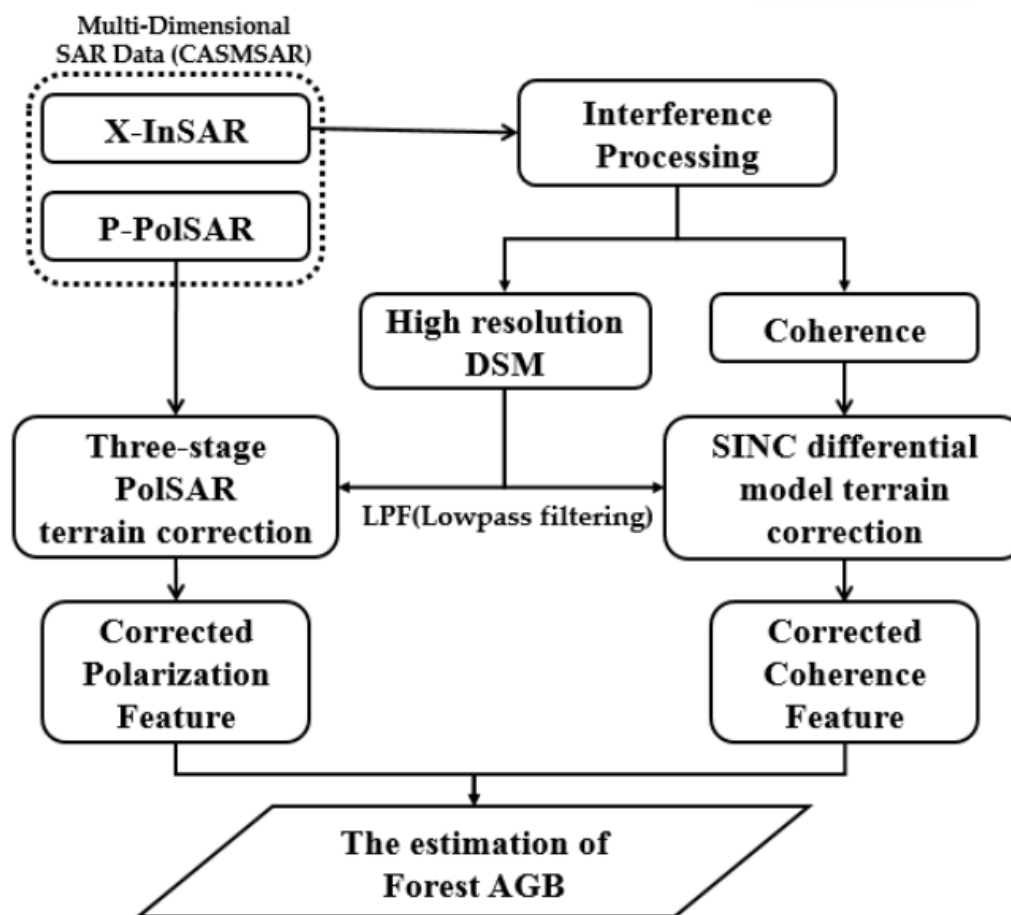 Multi-Dimensional
SAR Data (CASMSAR)
X-InSAR
P-PolSAR
Interference
Processing
High resolution
DSM
Coherence
Three-stage
PolSAR
terrain correction
LPF(Lowpass filtering)
SINC differential
model terrain
correction
Corrected
Polarization
Feature
Corrected
Coherence
Feature
The estimation of
Forest AGB